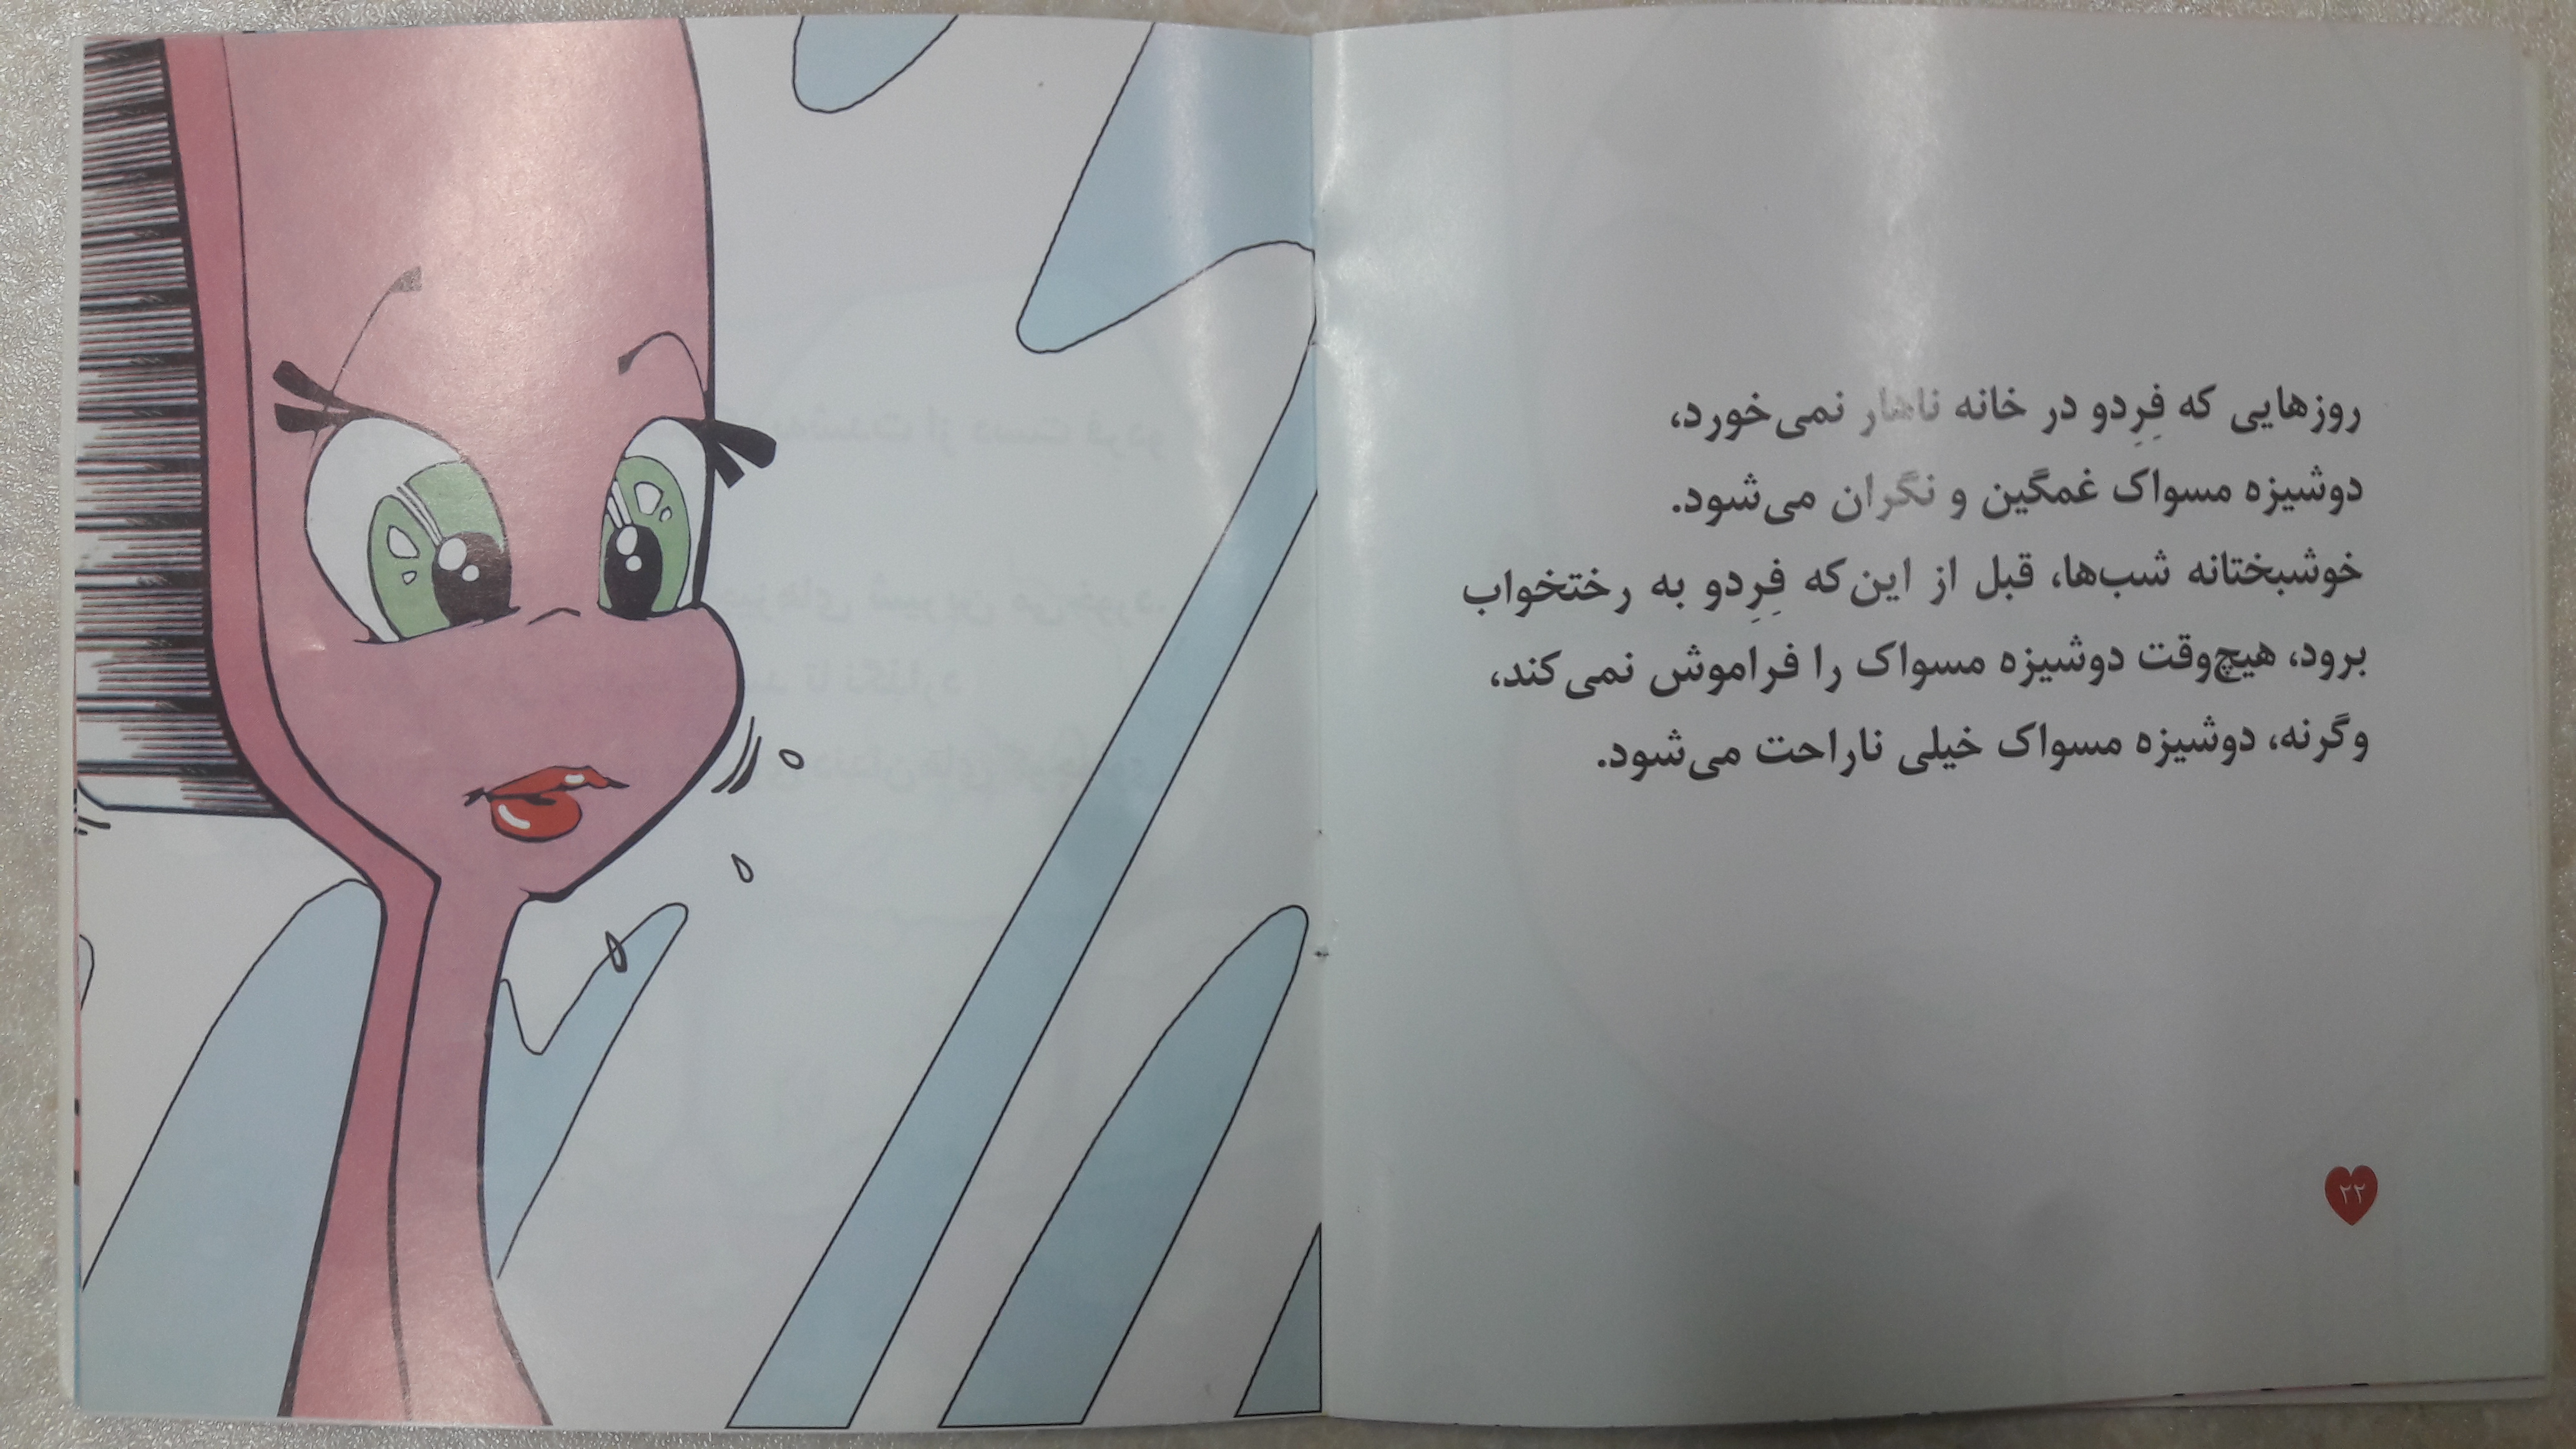 روزهایی که فِرِدو در خانه ناهار نمی‌خورد،
دوشیزه مسواک غمگین و نگران می‌شود.
خوشبختانه شب‌ها، قبل از این‌که فِرِدو به رختخواب
برود، هیچ‌وقت دوشیزه مسواک را فراموش نمی‌کند،
وگرنه، دوشیزه مسواک خیلی ناراحت می‌شود.
۲۲